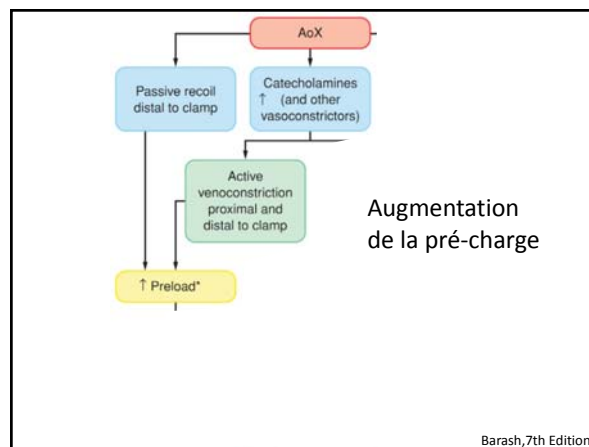 AoX
Passive recoil
distal to clamp
Catecholamines
↑ (and other
vasoconstrictors)
Active
venoconstriction
proximal and
distal to clamp
Augmentation
de la pré-charge
↑ Preload*
Barash,7th Edition